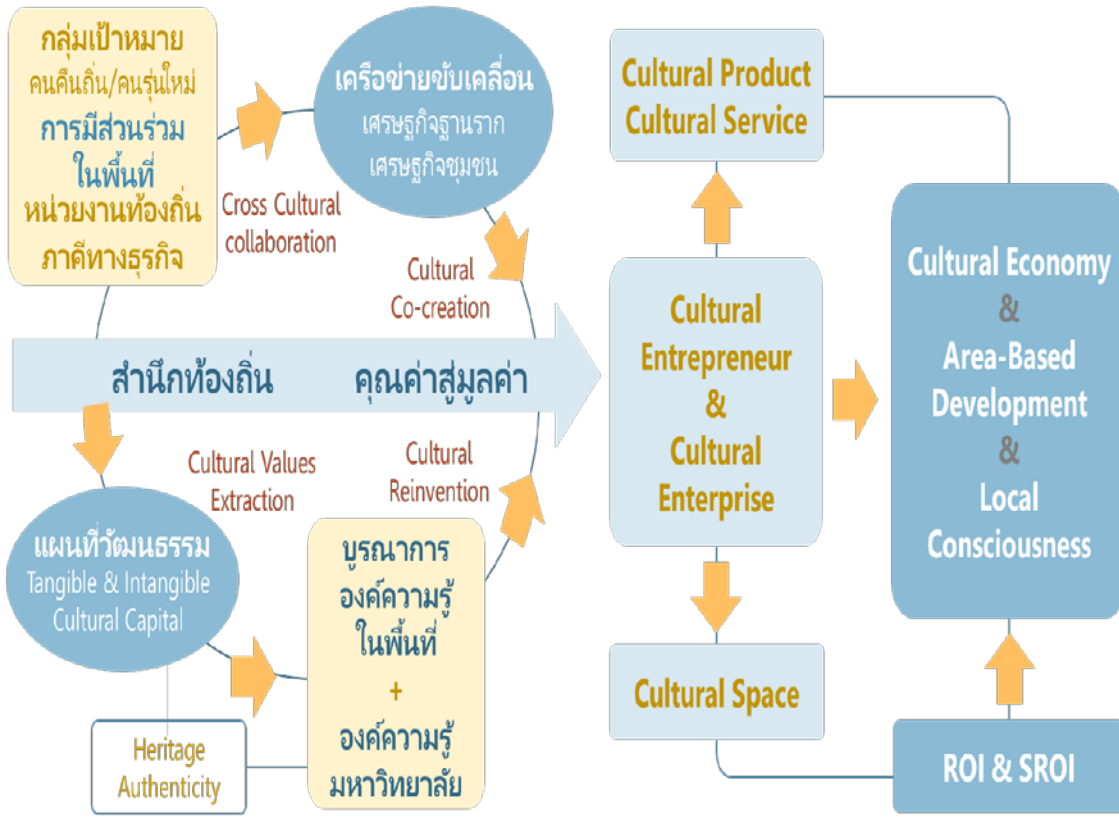 กลุ่มเป้าหมาย
คนคืนถิ่น/คนรุ่นใหม่
การมีส่วนร่วม
ในพื้นที่
หน่วยงานท้องถิ่น
ภาคีทางธุรกิจ
เครือข่ายขับเคลื่อน
เศรษฐกิจฐานราก
เศรษฐกิจชุมชน
Cross Cultural
collaboration
Cultural
Co-creation
สำนึกท้องถิ่น
คุณค่าสู่มูลค่า
Cultural Values
Extraction
Cultural
Reinvention
แผนที่วัฒนธรรม
Tangible & Intangible
Cultural Capital
Heritage
Authenticity
บูรณาการ
องค์ความรู้
ในพื้นที่
+
องค์ความรู้
มหาวิทยาลัย
Cultural Product
Cultural Service
Cultural
Entrepreneur
&
Cultural
Enterprise
Cultural Space
Cultural Economy
&
Area-Based
Development
&
Local
Consciousness
ROI & SROI